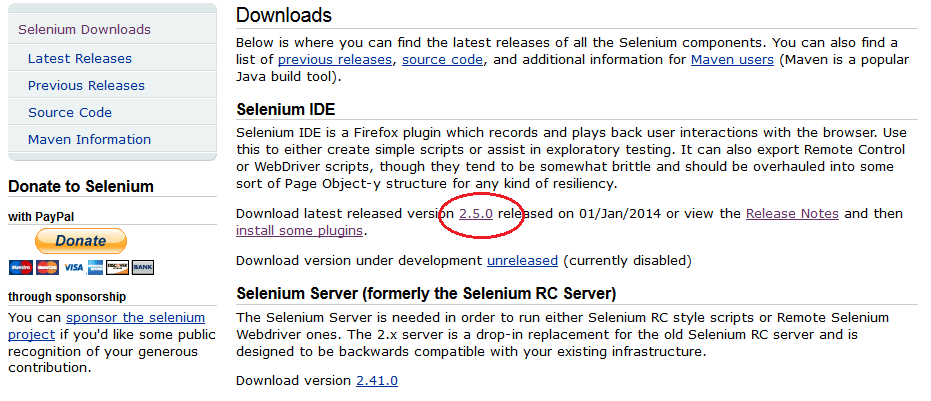 Selenium Downloads
Latest Releases
Previous Releases
Source Code
Maven Information
Donate to Selenium
with PayPal
Donate
Maestro MasterCard VISA DISCOVER BANK
through sponsorship
You can sponsor the selenium
project if you'd like some public
recognition of your generous
contribution.
Downloads
Below is where you can find the latest releases of all the Selenium components. You can also find a
list of previous releases, source code, and additional information for Maven users (Maven is a popular
Java build tool).
Selenium IDE
Selenium IDE is a Firefox plugin which records and plays back user interactions with the browser. Use
this to either create simple scripts or assist in exploratory testing. It can also export Remote Control
or WebDriver scripts, though they tend to be somewhat brittle and should be overhauled into some
sort of Page Object-y structure for any kind of resiliency.
Download latest released version 2.5.0 released on 01/Jan/2014 or view the Release Notes and then
install some plugins.
Download version under development unreleased (currently disabled)
Selenium Server (formerly the Selenium RC Server)
The Selenium Server is needed in order to run either Selenium RC style scripts or Remote Selenium
Webdriver ones. The 2.x server is a drop-in replacement for the old Selenium RC server and is
designed to be backwards compatible with your existing infrastructure.
Download version 2.41.0